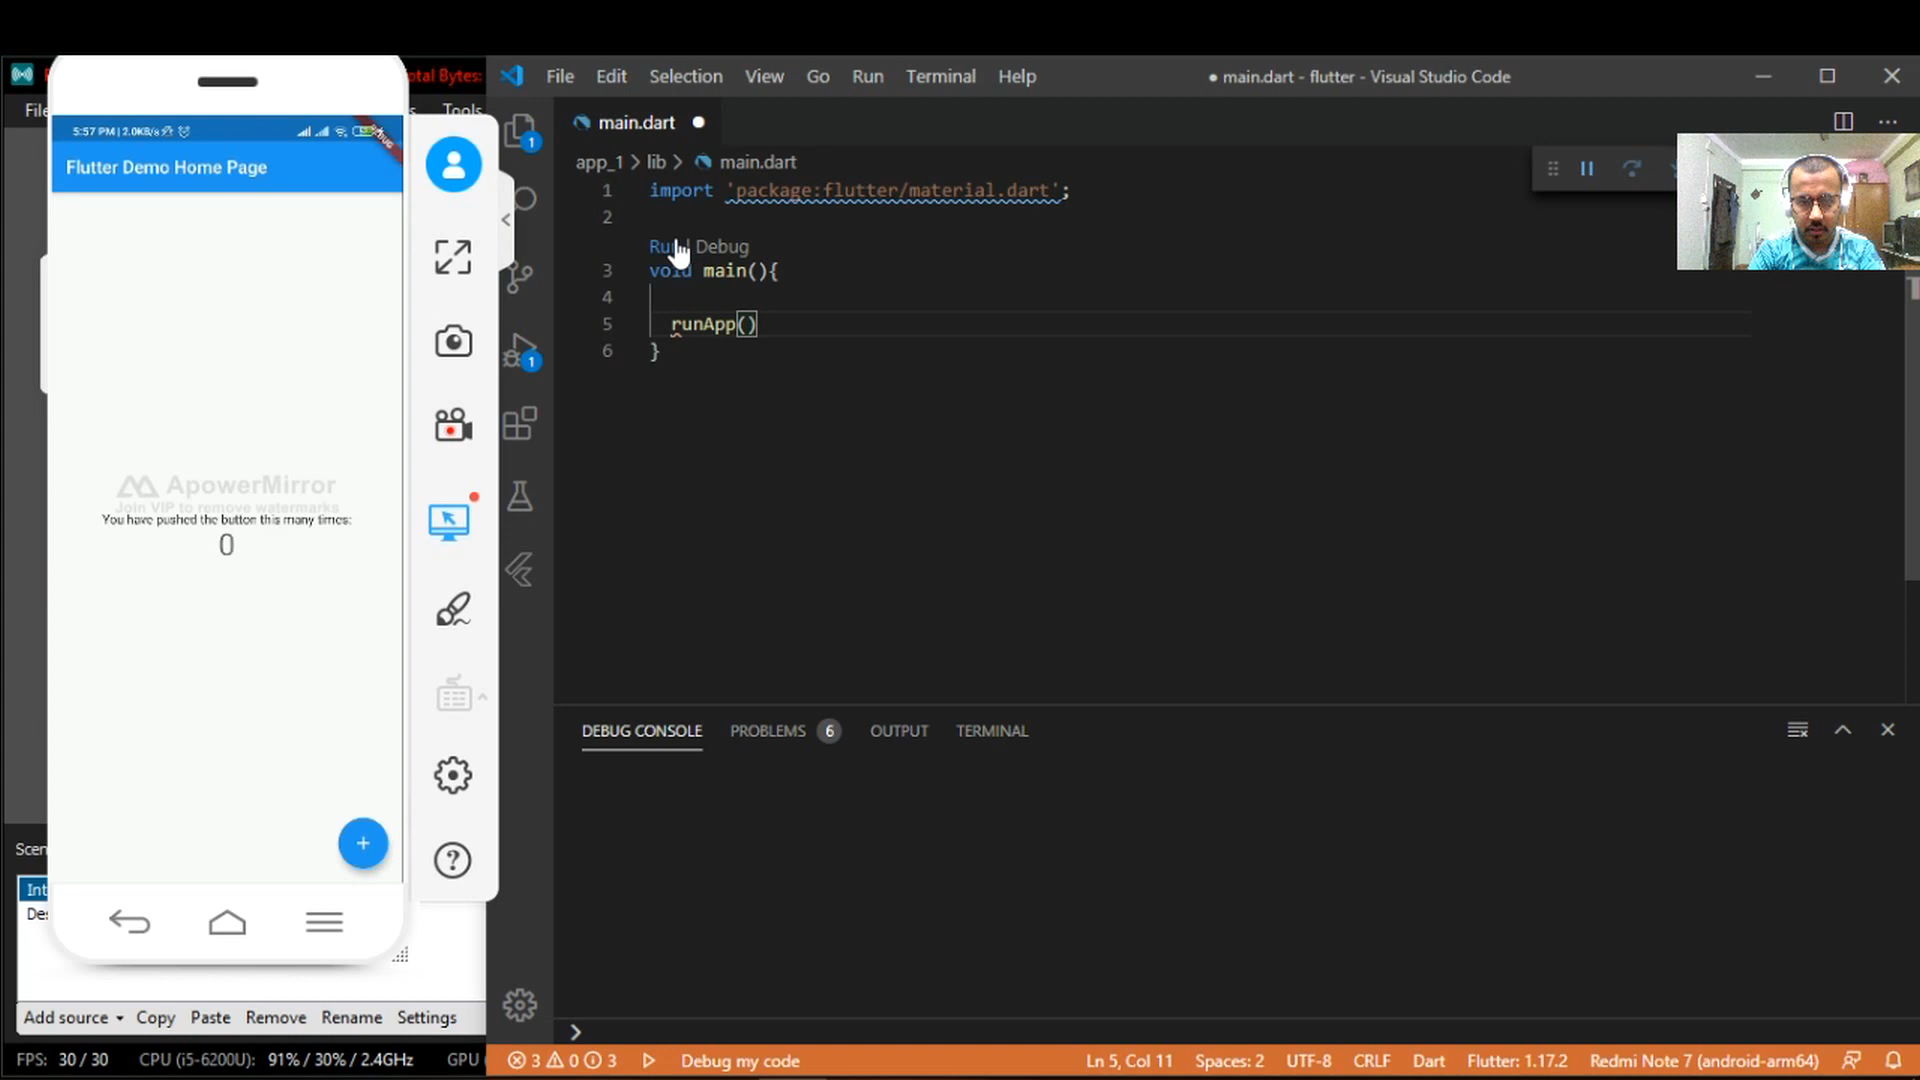 otal Bytes:
File
s
Tools
5:57 PM | 2.0KB/s
DEBUG
Flutter Demo Home Page
ApowerMirror
Join VIP to remove watermarks
You have pushed the button this many times:
0
+
Scen
Int
Des
Add source Copy Paste Remove Rename Settings
FPS: 30 / 30 CPU (i5-6200U): 91% / 30% / 2.4GHz GPU (
File Edit Selection View Go Run Terminal Help
● main.dart - flutter - Visual Studio Code
main.dart
app_1 > lib > main.dart
1 import 'package:flutter/material.dart';
2
Run | Debug
3 void main(){
4
5 runApp()
6 }
1
1
DEBUG CONSOLE PROBLEMS 6 OUTPUT TERMINAL
3 0 3 Debug my code Ln 5, Col 11 Spaces: 2 UTF-8 CRLF Dart Flutter: 1.17.2 Redmi Note 7 (android-arm64)